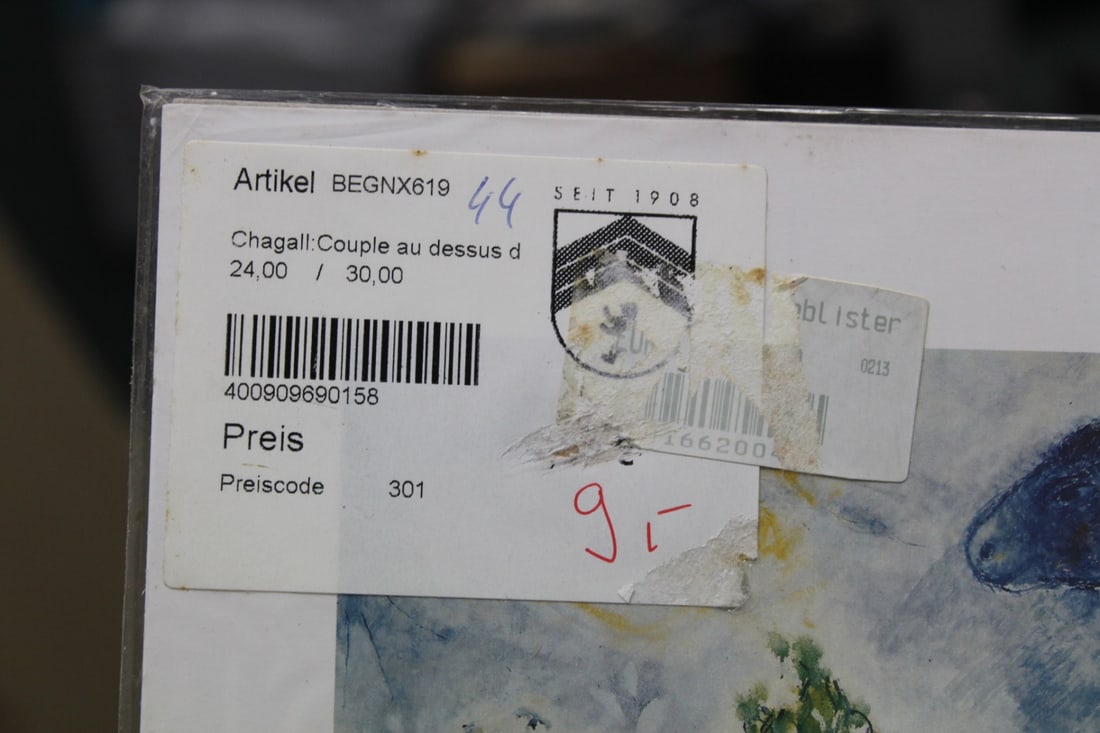 Artikel BEGNX619 44
SEIT 1908
Chagall:Couple au dessus d
24,00 / 30,00
400909690158
Preis
Preiscode 301
9,-
blister
0213
166200